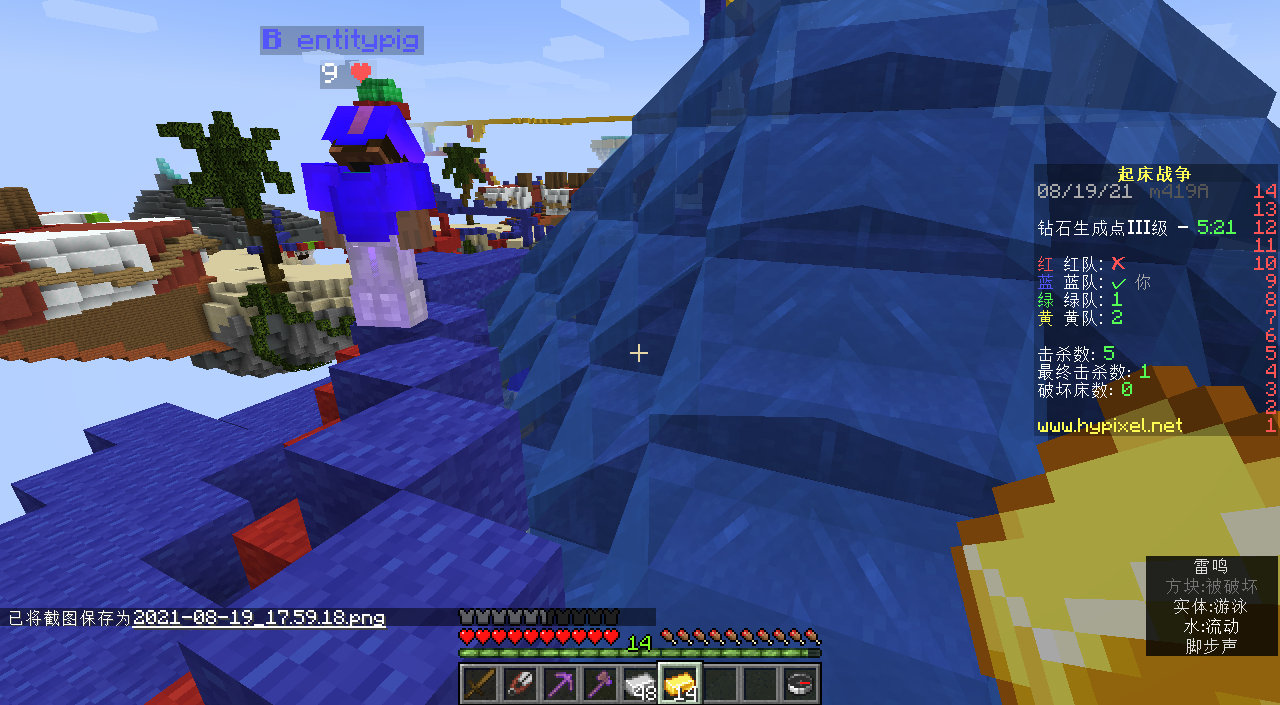 B entitypig
9
起床战争
08/19/21 m419A
14
13
钻石生成点III级 - 5:21
12
11
红 红队: ✗
10
蓝 蓝队: ✓ 你
9
绿 绿队: 1
8
黄 黄队: 2
7
6
击杀数: 5
5
最终击杀数: 1
4
破坏床数: 0
3
2
www.hypixel.net
1
雷鸣
方块:被破坏
实体:游泳
水:流动
脚步声
已将截图保存为2021-08-19_17.59.18.png
14
48
14